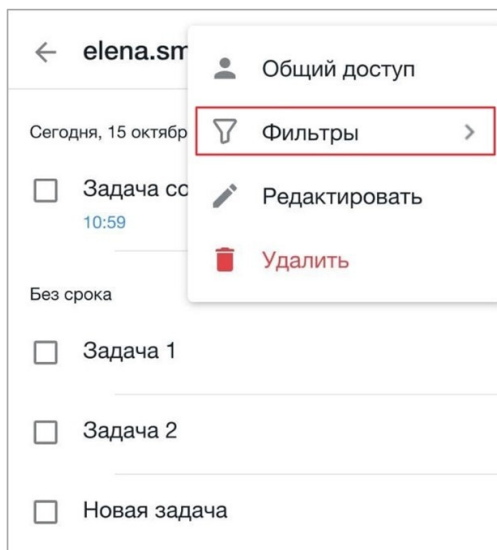 elena.sm
Общий доступ
Сегодня, 15 октябр
Фильтры
Задача со
Редактировать
10:59
Удалить
Без срока
Задача 1
Задача 2
Новая задача